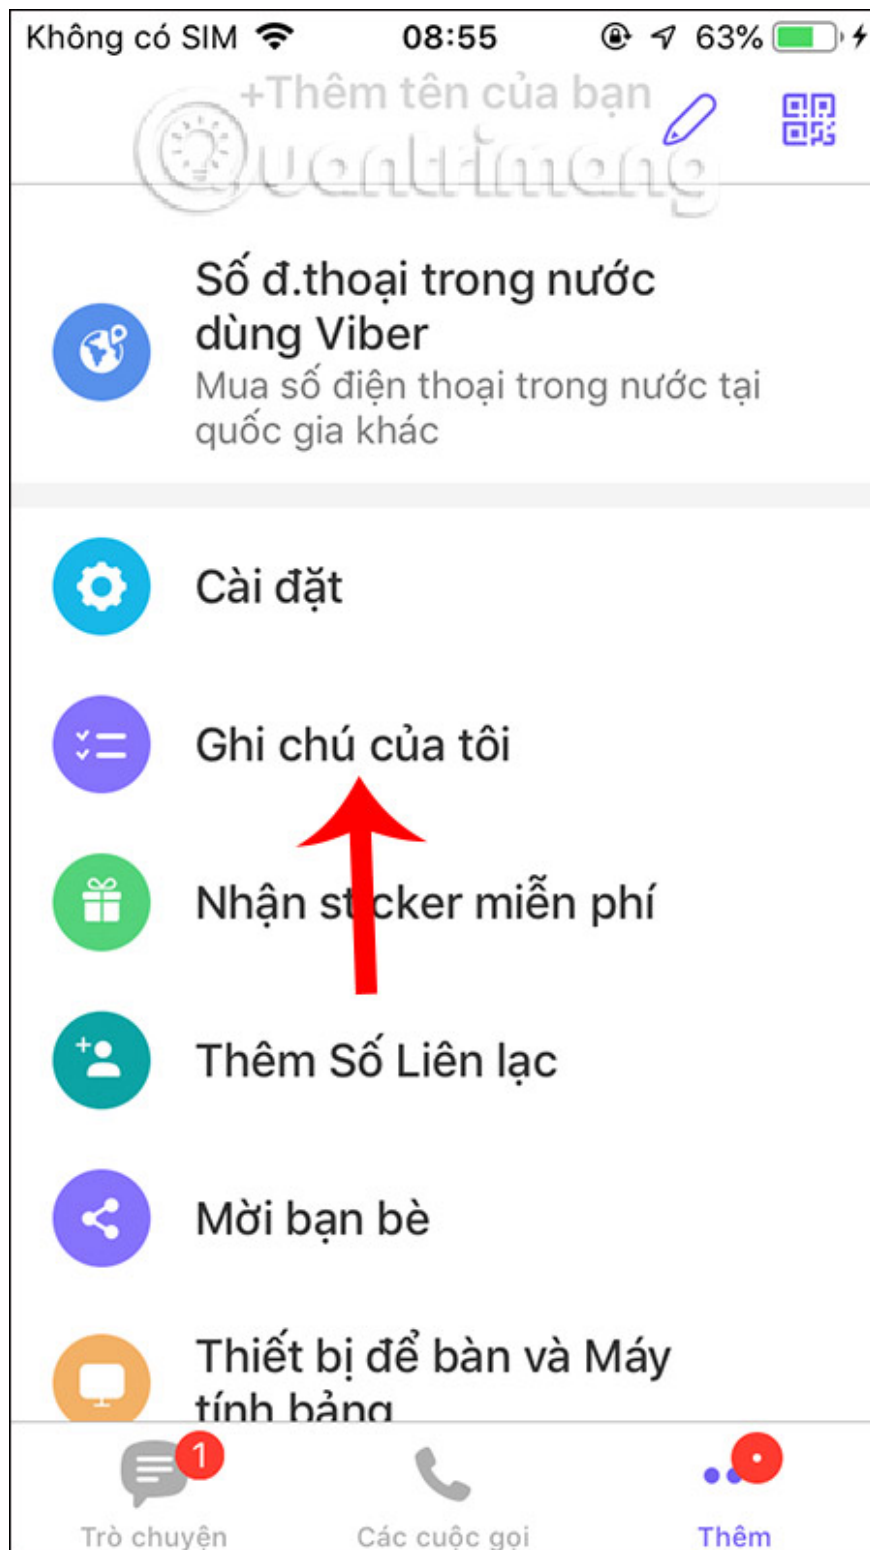 Không có SIM 08:55 63%
+Thêm tên của bạn
Quantrimang
Số đ.thoại trong nước
dùng Viber
Mua số điện thoại trong nước tại
quốc gia khác
Cài đặt
Ghi chú của tôi
Nhận sticker miễn phí
Thêm Số Liên lạc
Mời bạn bè
Thiết bị để bàn và Máy
tính bảng
1
Trò chuyện Các cuộc gọi Thêm